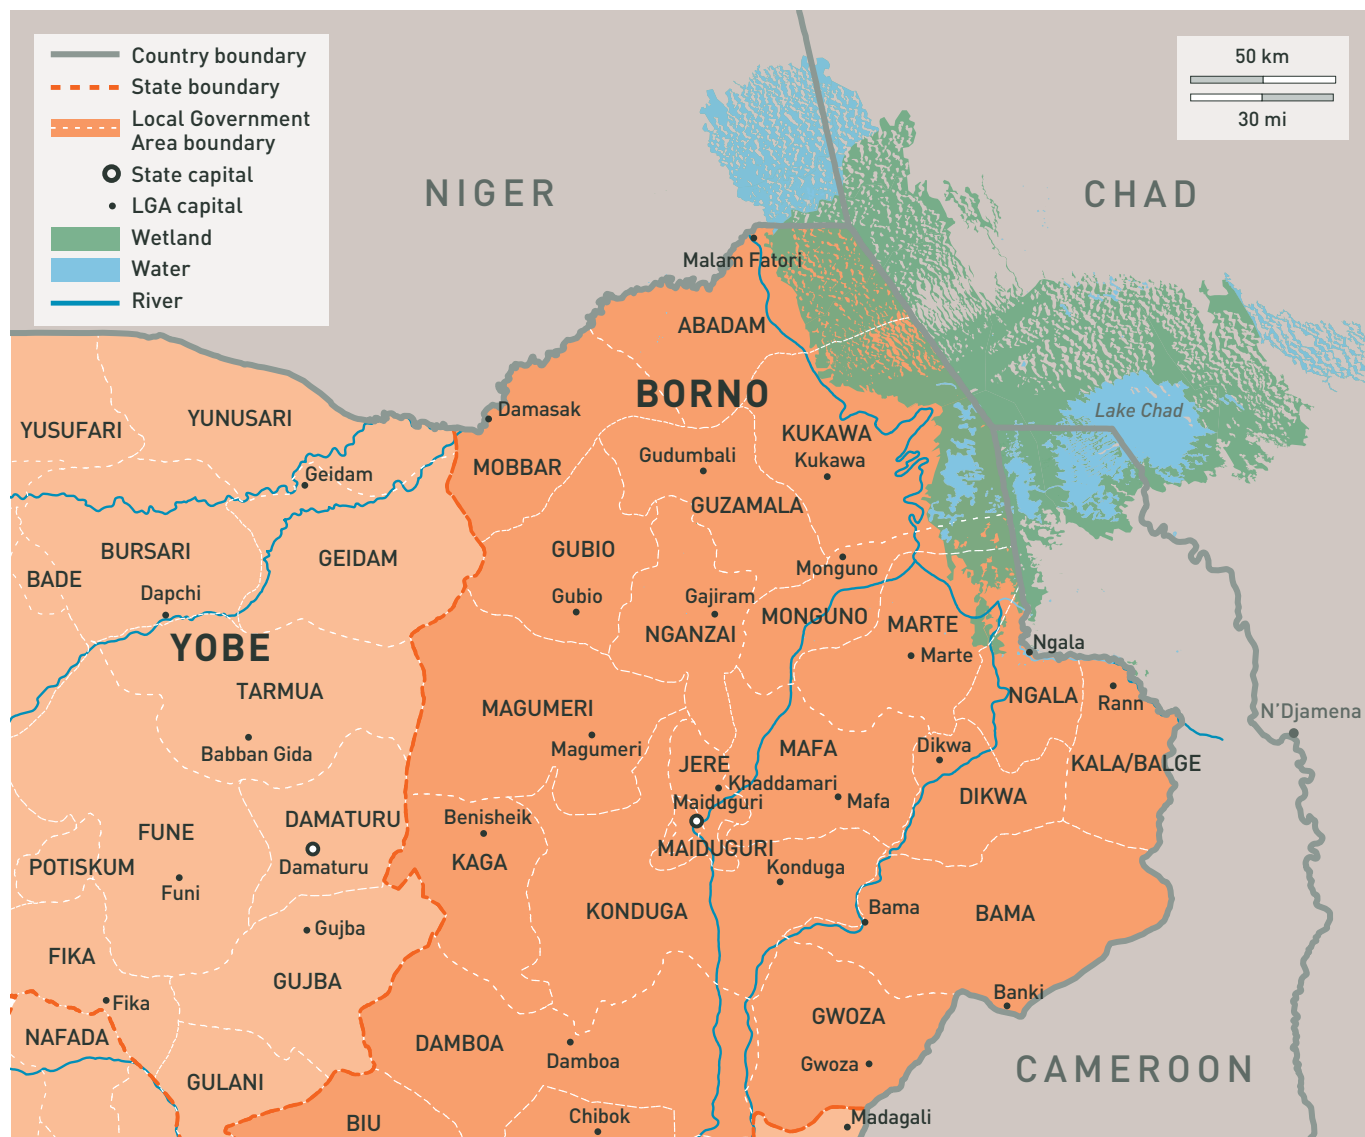 Country boundary
State boundary
Local Government
Area boundary
State capital
LGA capital
Wetland
Water
River
50 km
30 mi
NIGER
CHAD
Malam Fatori
ABADAM
BORNO
Damasak
Lake Chad
YUSUFARI
YUNUSARI
KUKAWA
Kukawa
Gudumbali
MOBBAR
Geidam
GUZAMALA
BURSARI
GEIDAM
GUBIO
BADE
Dapchi
Monguno
Gubio
Gajiram
NGANZAI
MONGUNO
MARTE
Marte
Ngala
YOBE
TARMUA
NGALA
Rann
MAGUMERI
N'Djamena
Babban Gida
Magumeri
MAFA
Dikwa
JERE
KALA/BALGE
Khaddamari
Maiduguri
Mafa
DIKWA
FUNE
DAMATURU
Benisheik
MAIDUGURI
POTISKUM
Damaturu
KAGA
Konduga
Funi
KONDUGA
Bama
BAMA
Gujba
FIKA
GUJBA
Fika
Banki
NAFADA
DAMBOA
Damboa
GWOZA
Gwoza
CAMEROON
GULANI
BIU
Chibok
Madagali